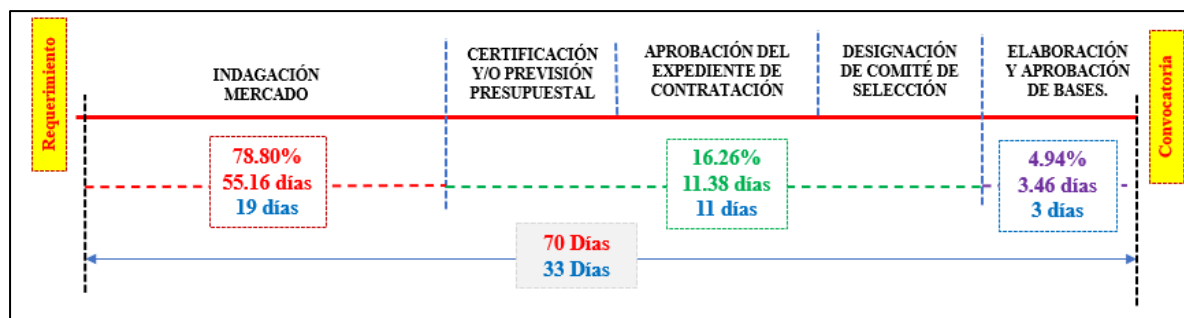 Requerimiento
INDAGACIÓN
MERCADO
CERTIFICACIÓN
Y/O PREVISIÓN
PRESUPUESTAL
APROBACIÓN DEL
EXPEDIENTE DE
CONTRATACIÓN
DESIGNACIÓN
DE COMITÉ DE
SELECCIÓN
ELABORACIÓN
Y APROBACIÓN
DE BASES.
Convocatoria
78.80%
55.16 días
19 días
16.26%
11.38 días
11 días
4.94%
3.46 días
3 días
70 Días
33 Días